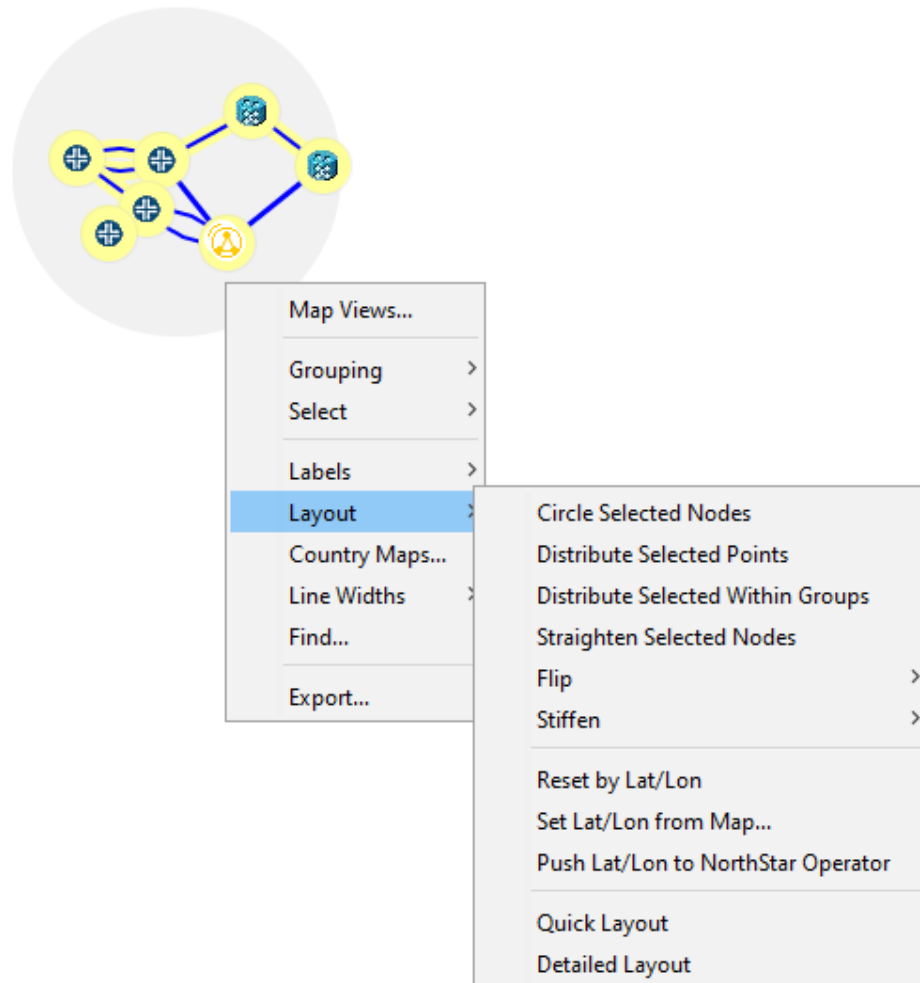 Map Views...
Grouping
Select
Labels
Layout
Country Maps...
Line Widths
Find...
Export...
Circle Selected Nodes
Distribute Selected Points
Distribute Selected Within Groups
Straighten Selected Nodes
Flip
Stiffen
Reset by Lat/Lon
Set Lat/Lon from Map...
Push Lat/Lon to NorthStar Operator
Quick Layout
Detailed Layout